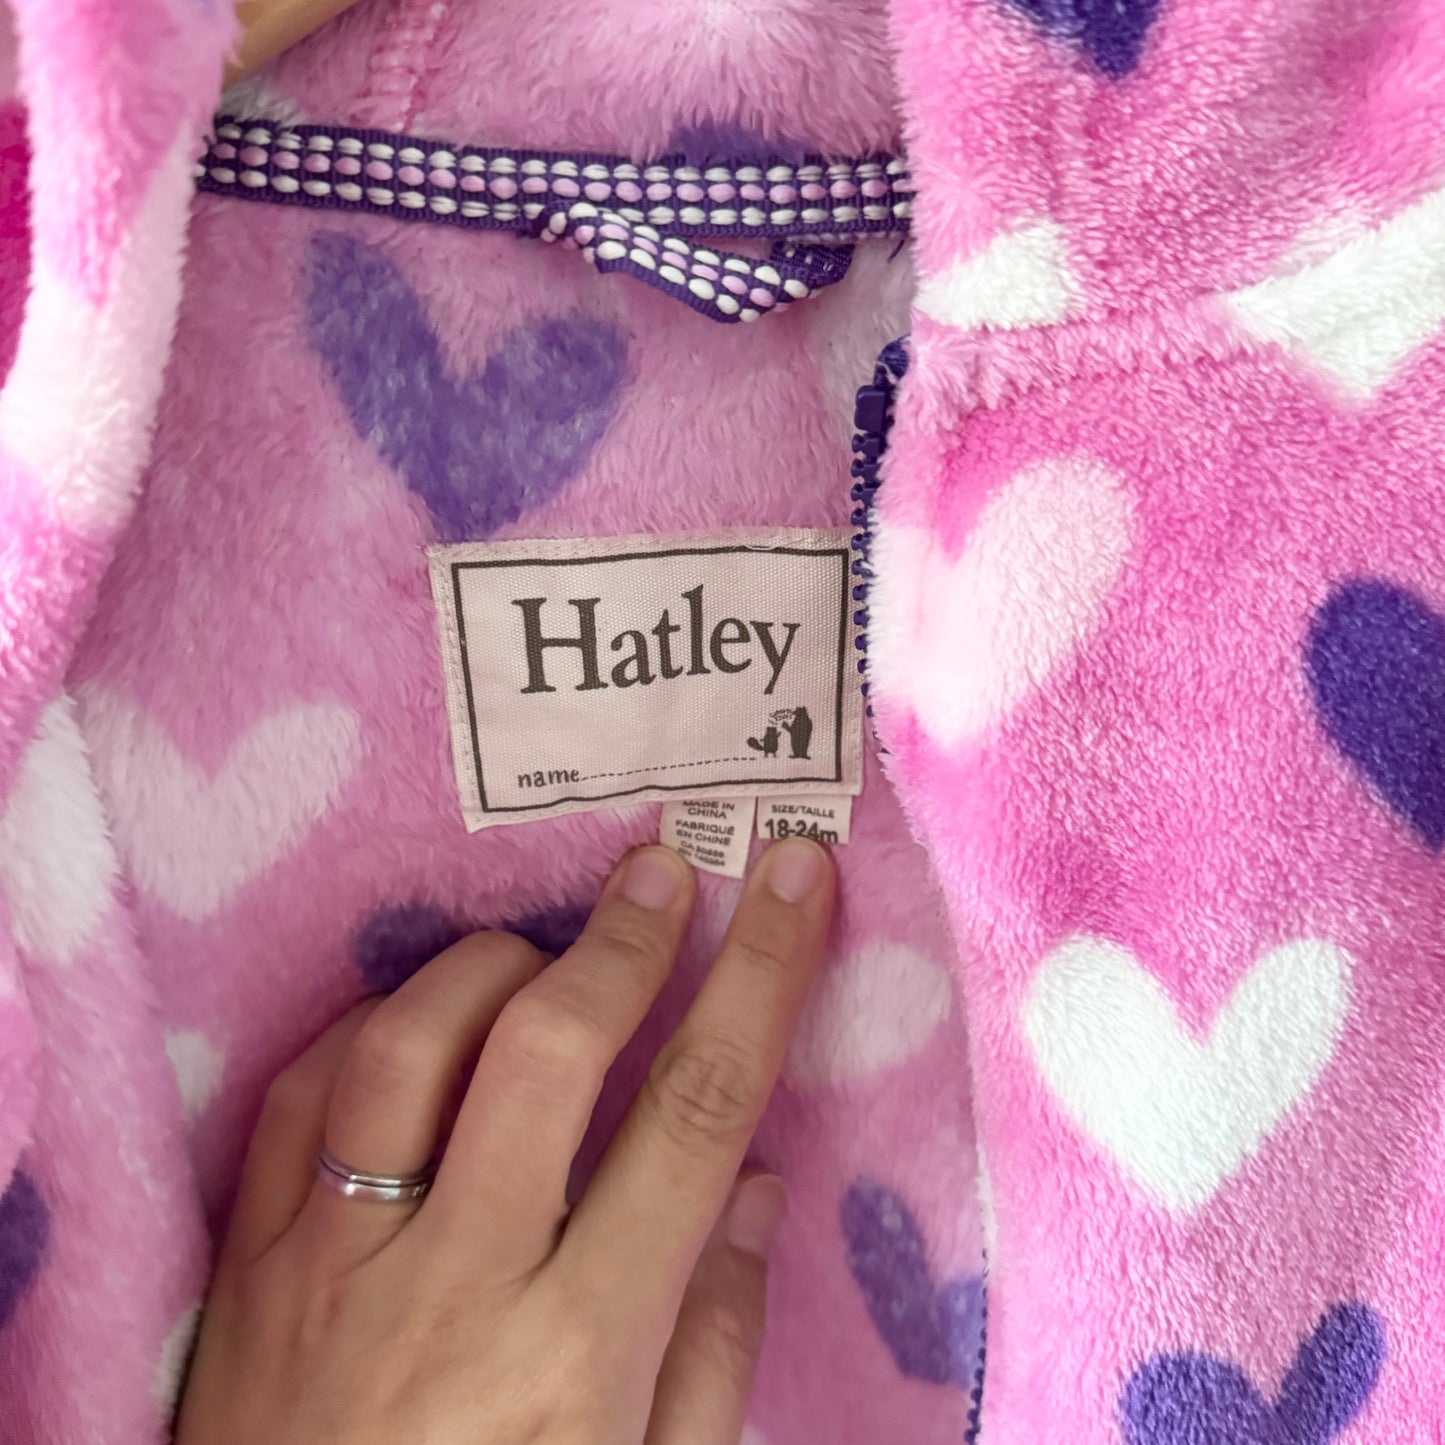 Hatley
name
MADE IN
CHINA
FABRIQUÉ
EN CHINE
SIZE/TAILLE
18-24m